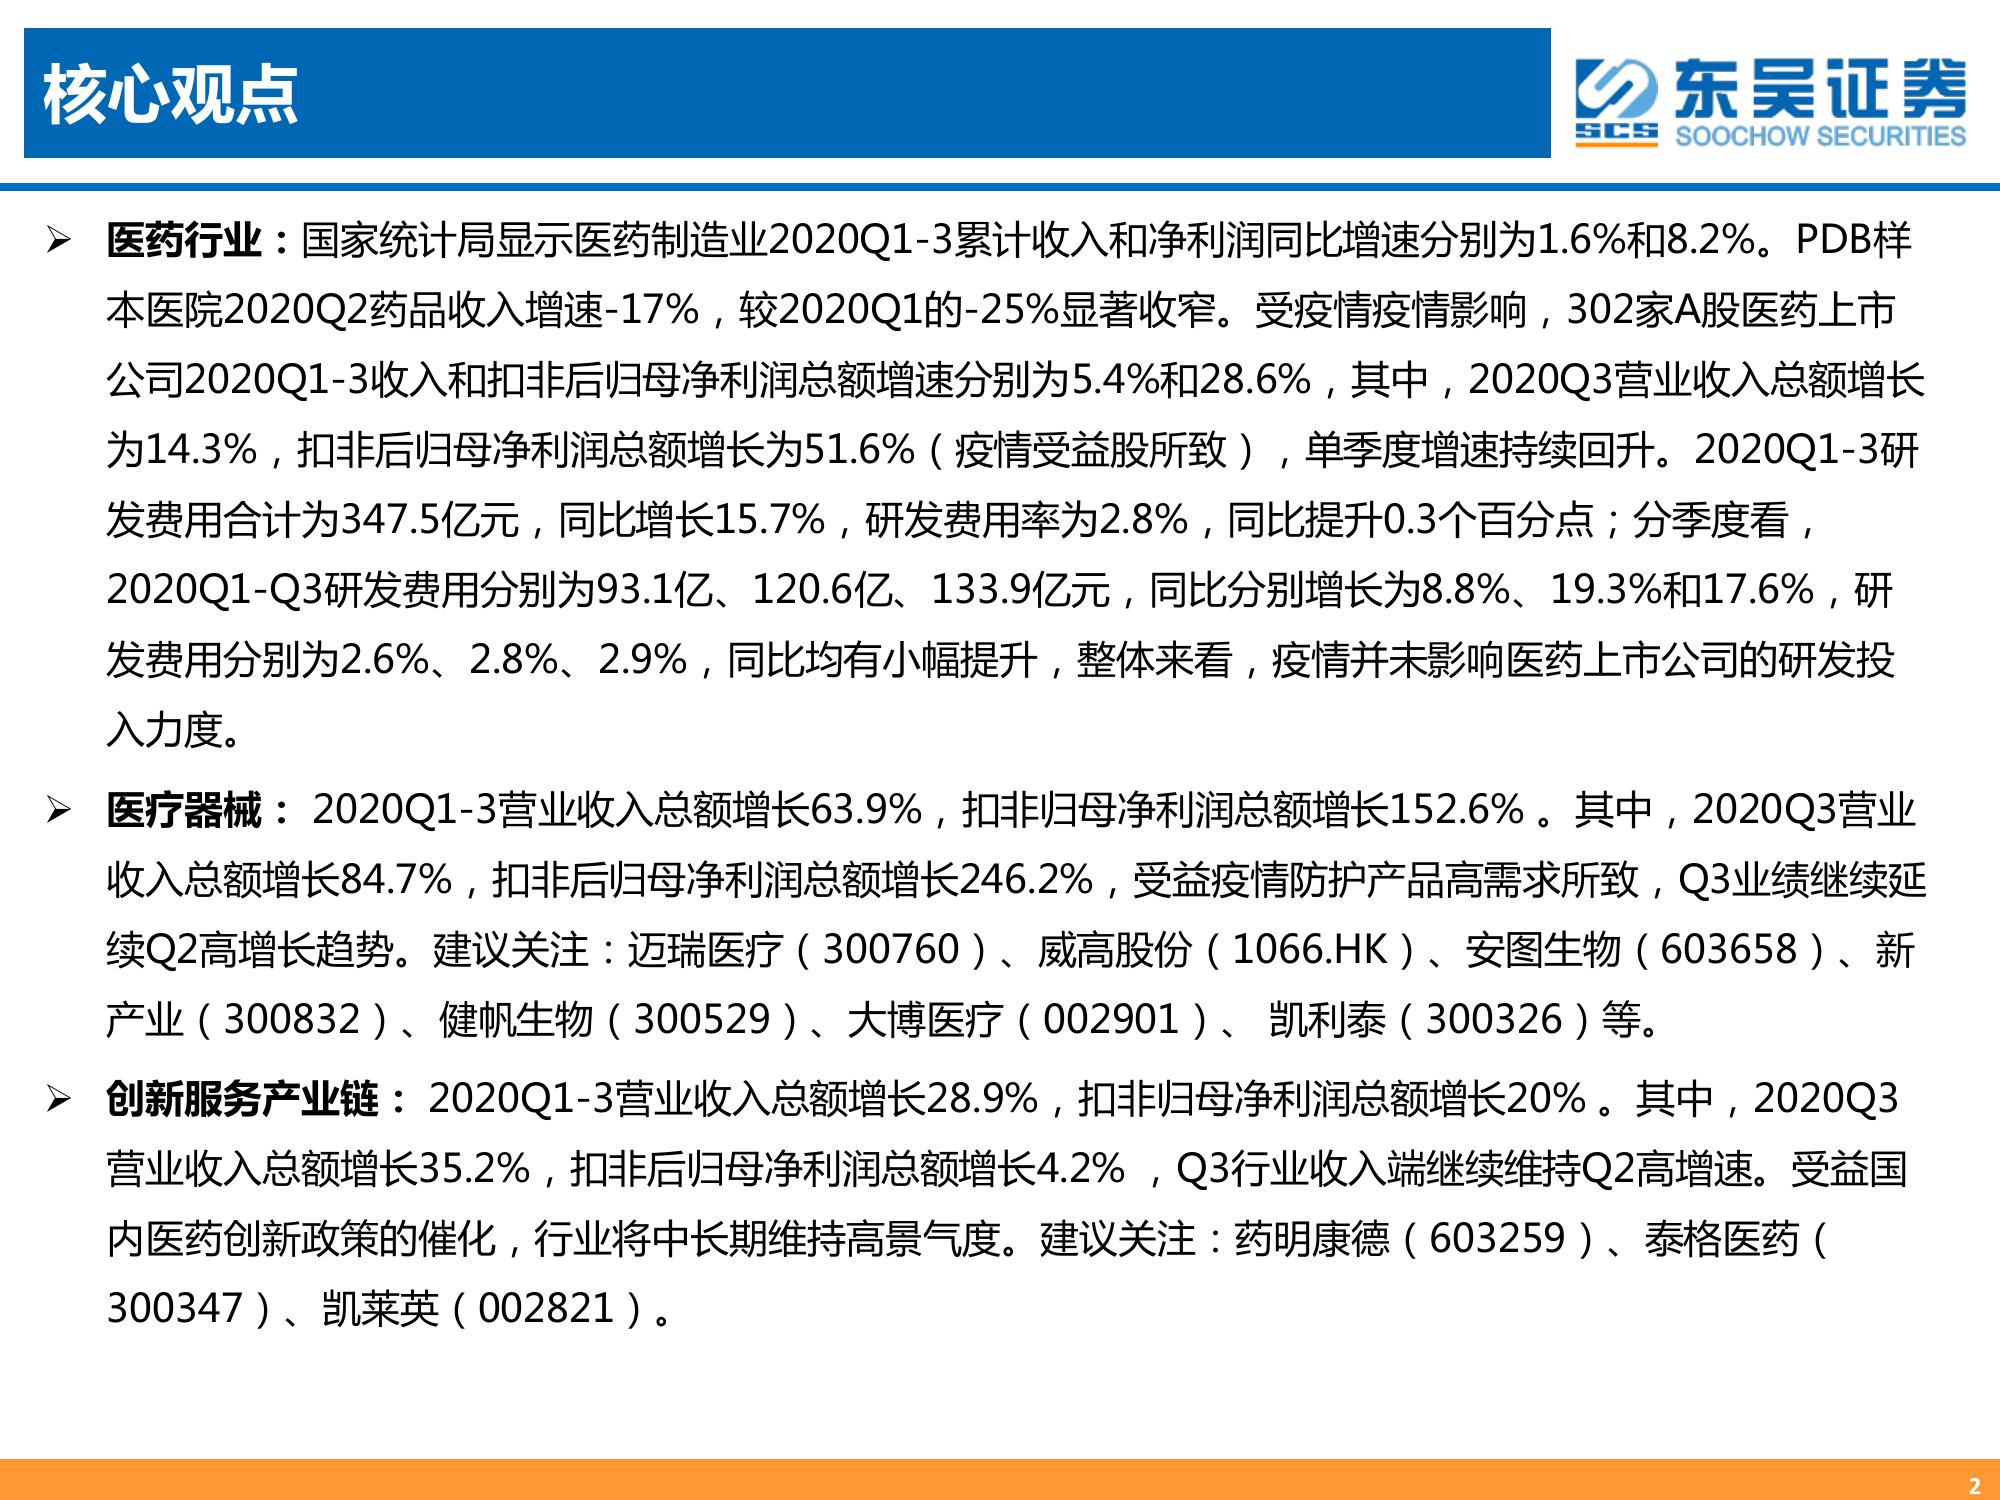 核心观点
SCS
东吴证券
SOOCHOW SECURITIES
➢ 医药行业：国家统计局显示医药制造业2020Q1-3累计收入和净利润同比增速分别为1.6%和8.2%。PDB样
本医院2020Q2药品收入增速-17%，较2020Q1的-25%显著收窄。受疫情疫情影响，302家A股医药上市
公司2020Q1-3收入和扣非后归母净利润总额增速分别为5.4%和28.6%，其中，2020Q3营业收入总额增长
为14.3%，扣非后归母净利润总额增长为51.6%（疫情受益股所致），单季度增速持续回升。2020Q1-3研
发费用合计为347.5亿元，同比增长15.7%，研发费用率为2.8%，同比提升0.3个百分点；分季度看，
2020Q1-Q3研发费用分别为93.1亿、120.6亿、133.9亿元，同比分别增长为8.8%、19.3%和17.6%，研
发费用分别为2.6%、2.8%、2.9%，同比均有小幅提升，整体来看，疫情并未影响医药上市公司的研发投
入力度。
➢ 医疗器械： 2020Q1-3营业收入总额增长63.9%，扣非归母净利润总额增长152.6% 。其中，2020Q3营业
收入总额增长84.7%，扣非后归母净利润总额增长246.2%，受益疫情防护产品高需求所致，Q3业绩继续延
续Q2高增长趋势。建议关注：迈瑞医疗（300760）、威高股份（1066.HK）、安图生物（603658）、新
产业（300832）、健帆生物（300529）、大博医疗（002901）、 凯利泰（300326）等。
➢ 创新服务产业链： 2020Q1-3营业收入总额增长28.9%，扣非归母净利润总额增长20% 。其中，2020Q3
营业收入总额增长35.2%，扣非后归母净利润总额增长4.2% ，Q3行业收入端继续维持Q2高增速。受益国
内医药创新政策的催化，行业将中长期维持高景气度。建议关注：药明康德（603259）、泰格医药（
300347）、凯莱英（002821）。
2